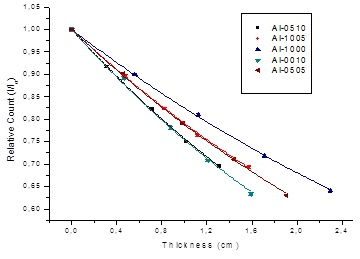 1,05
1,00
0,95
0,90
0,85
0,80
0,75
0,70
0,65
0,60
Relative Count (I/I₀)
0,0
0,4
0,8
1,2
1,6
2,0
2,4
Thickness (cm)
Al-0510
Al-1005
Al-1000
Al-0010
Al-0505